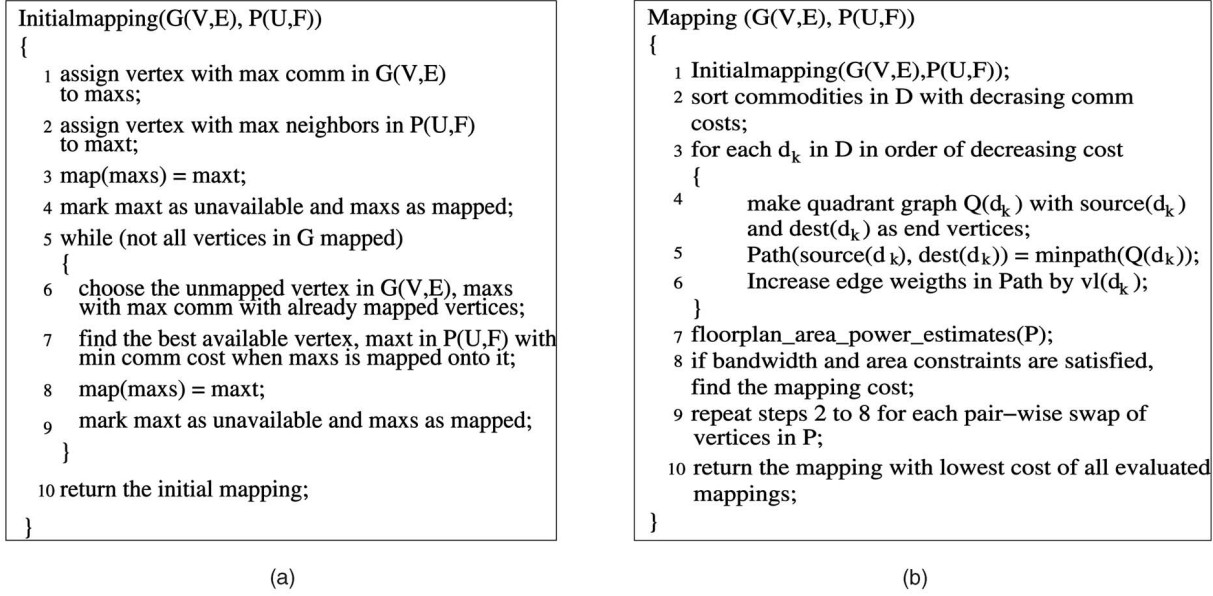 Initialmapping(G(V,E), P(U,F))
{
1 assign vertex with max comm in G(V,E)
to maxs;
2 assign vertex with max neighbors in P(U,F)
to maxt;
3 map(maxs) = maxt;
4 mark maxt as unavailable and maxs as mapped;
5 while (not all vertices in G mapped)
{
6 choose the unmapped vertex in G(V,E), maxs
with max comm with already mapped vertices;
7 find the best available vertex, maxt in P(U,F) with
min comm cost when maxs is mapped onto it;
8 map(maxs) = maxt;
9 mark maxt as unavailable and maxs as mapped;
}
10 return the initial mapping;
}
(a)
Mapping (G(V,E), P(U,F))
{
1 Initialmapping(G(V,E),P(U,F));
2 sort commodities in D with decrasing comm
costs;
3 for each dk in D in order of decreasing cost
{
4 make quadrant graph Q(dk) with source(dk)
and dest(dk) as end vertices;
5 Path(source(dk), dest(dk)) = minpath(Q(dk));
6 Increase edge weigths in Path by vl(dk);
}
7 floorplan_area_power_estimates(P);
8 if bandwidth and area constraints are satisfied,
find the mapping cost;
9 repeat steps 2 to 8 for each pair−wise swap of
vertices in P;
10 return the mapping with lowest cost of all evaluated
mappings;
}
(b)